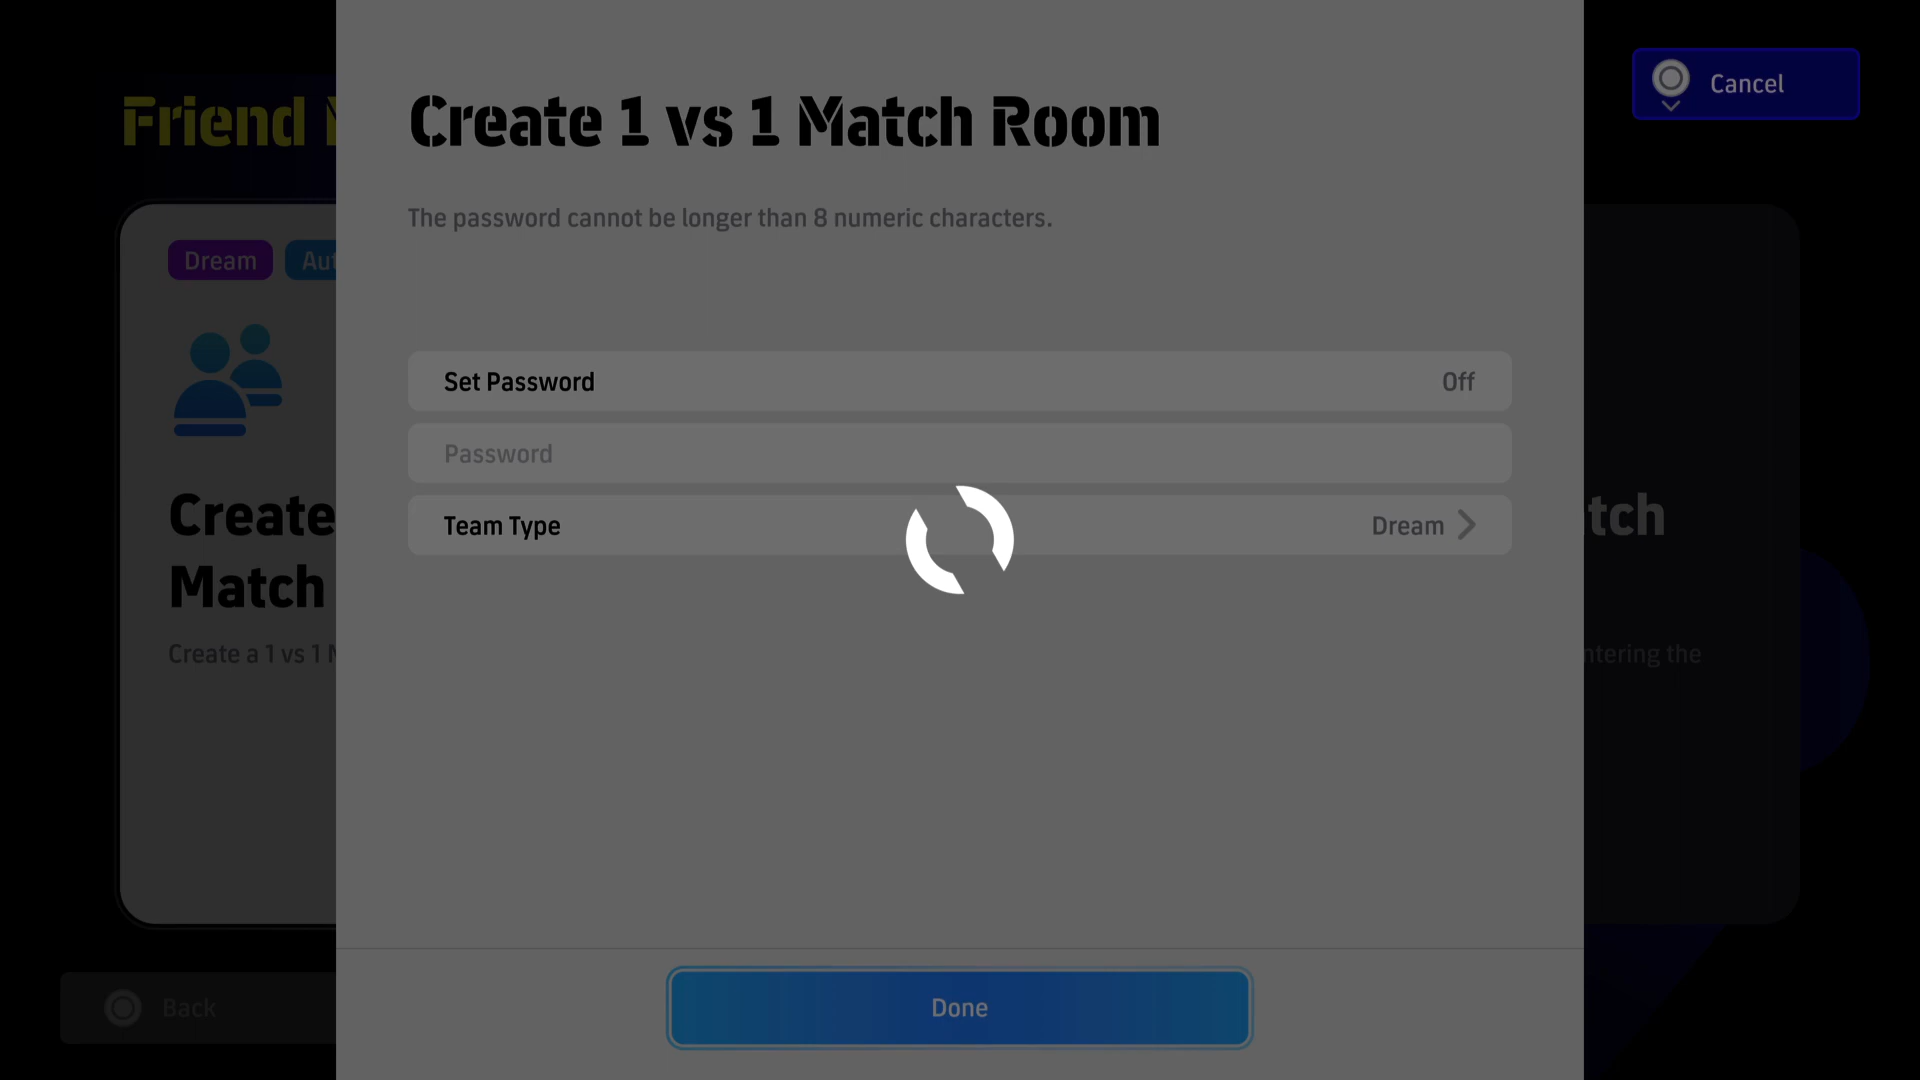 Friend
Create 1 vs 1 Match Room
Cancel
The password cannot be longer than 8 numeric characters.
Dream
Set Password
Off
Password
Team Type
Dream
Create
Match
Create a 1 vs 1
tch
ntering the
Back
Done